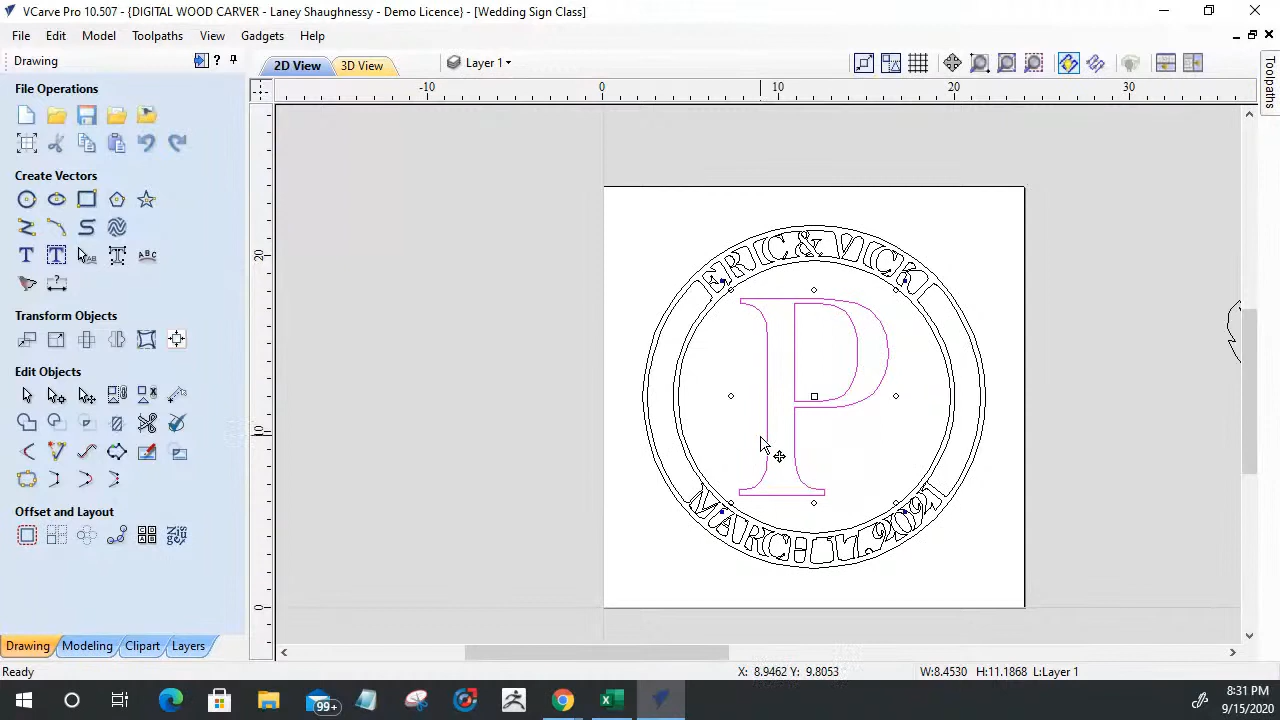 VCarve Pro 10.507 - {DIGITAL WOOD CARVER - Laney Shaughnessy - Demo Licence} - [Wedding Sign Class]
File Edit Model Toolpaths View Gadgets Help
Drawing ?
2D View 3D View Layer 1
Toolpaths
File Operations
-10 0 10 20 30
Create Vectors
T T
ABC
?
20
10
0
Transform Objects
Edit Objects
Offset and Layout
ERIC & VICKI
P
MARCH 17, 2021
Drawing Modeling Clipart Layers
Ready X: 8.9462 Y: 9.8053 W:8.4530 H:11.1868 L:Layer 1
99+
8:31 PM
9/15/2020